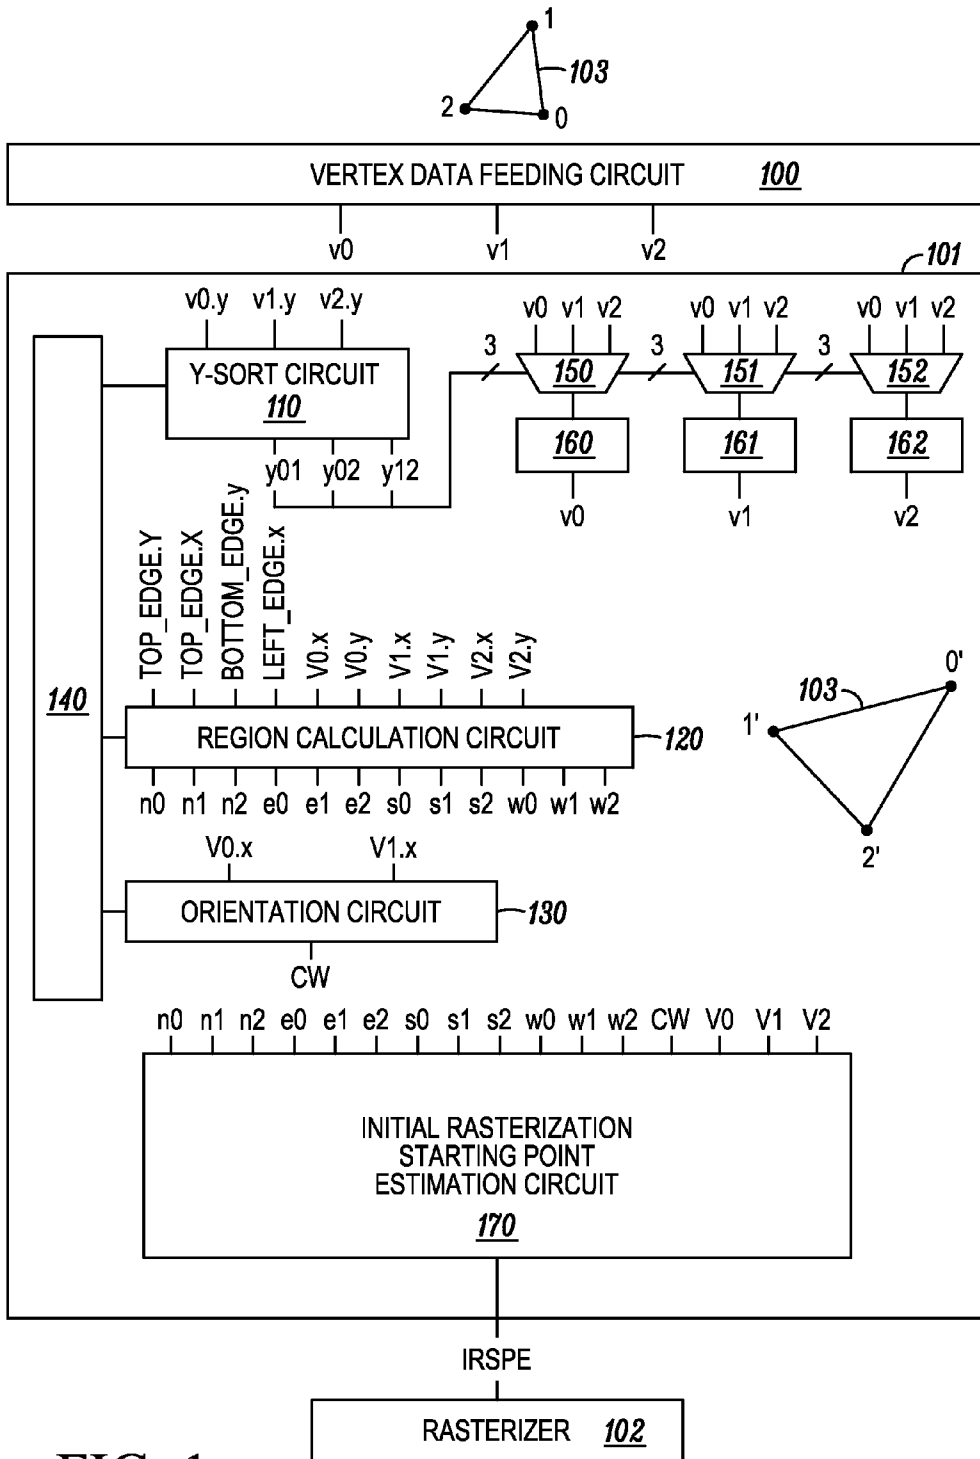 1
103
2
0
VERTEX DATA FEEDING CIRCUIT 100
v0 v1 v2
101
v0.y v1.y v2.y
v0 v1 v2 v0 v1 v2 v0 v1 v2
3 3 3
Y-SORT CIRCUIT
110
150 151 152
160 161 162
y01 y02 y12
v0 v1 v2
TOP_EDGE.Y
TOP_EDGE.X
BOTTOM_EDGE.y
LEFT_EDGE.x
V0.x
V0.y
V1.x
V1.y
V2.x
V2.y
140
REGION CALCULATION CIRCUIT
120
n0 n1 n2 e0 e1 e2 s0 s1 s2 w0 w1 w2
0'
103
1'
2'
V0.x V1.x
ORIENTATION CIRCUIT
130
CW
n0 n1 n2 e0 e1 e2 s0 s1 s2 w0 w1 w2 CW V0 V1 V2
INITIAL RASTERIZATION
STARTING POINT
ESTIMATION CIRCUIT
170
IRSPE
RASTERIZER 102